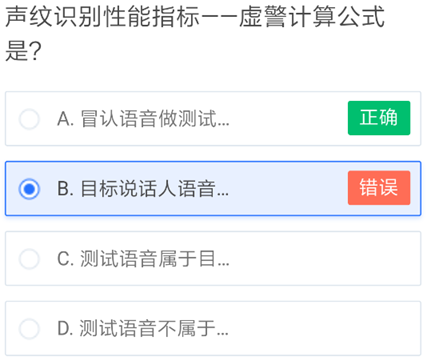 声纹识别性能指标——虚警计算公式
是?
A. 冒认语音做测试...
正确
B. 目标说话人语音...
错误
C. 测试语音属于目...
D. 测试语音不属于...